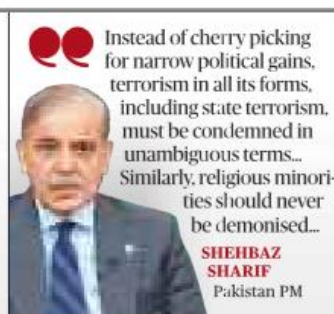 Instead of cherry picking
for narrow political gains,
terrorism in all its forms,
including state terrorism,
must be condemned in
unambiguous terms...
Similarly, religious minori-
ties should never
be demonised...
SHEHBAZ
SHARIF
Pakistan PM